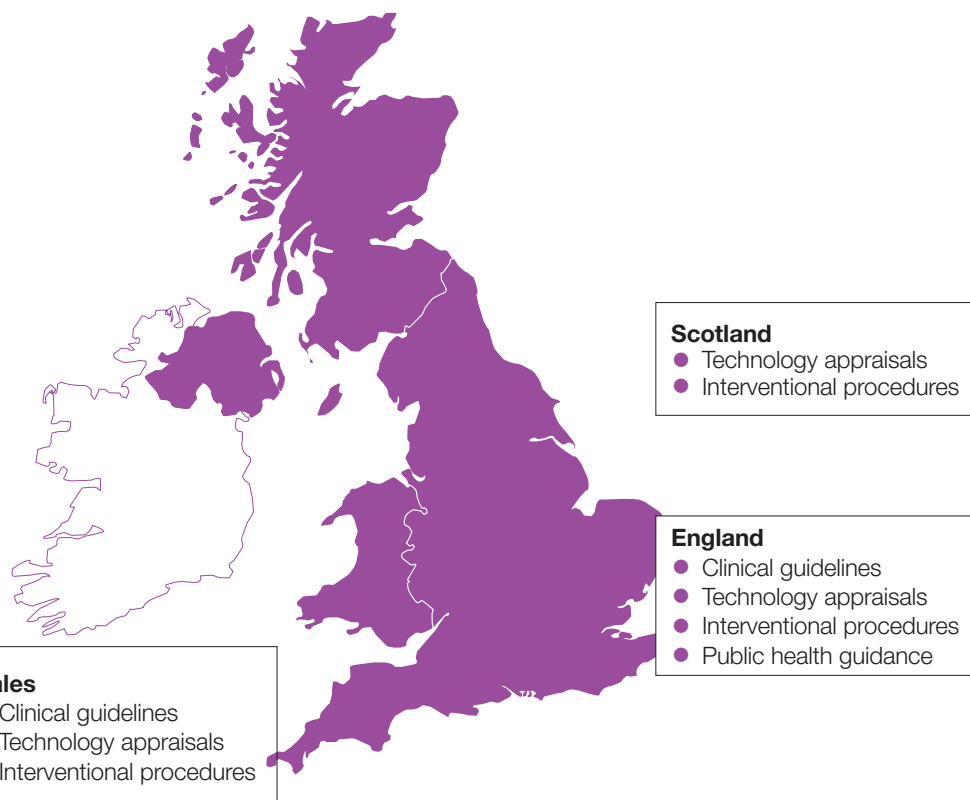 Scotland
● Technology appraisals
● Interventional procedures
England
● Clinical guidelines
● Technology appraisals
● Interventional procedures
● Public health guidance
ales
Clinical guidelines
Technology appraisals
Interventional procedures